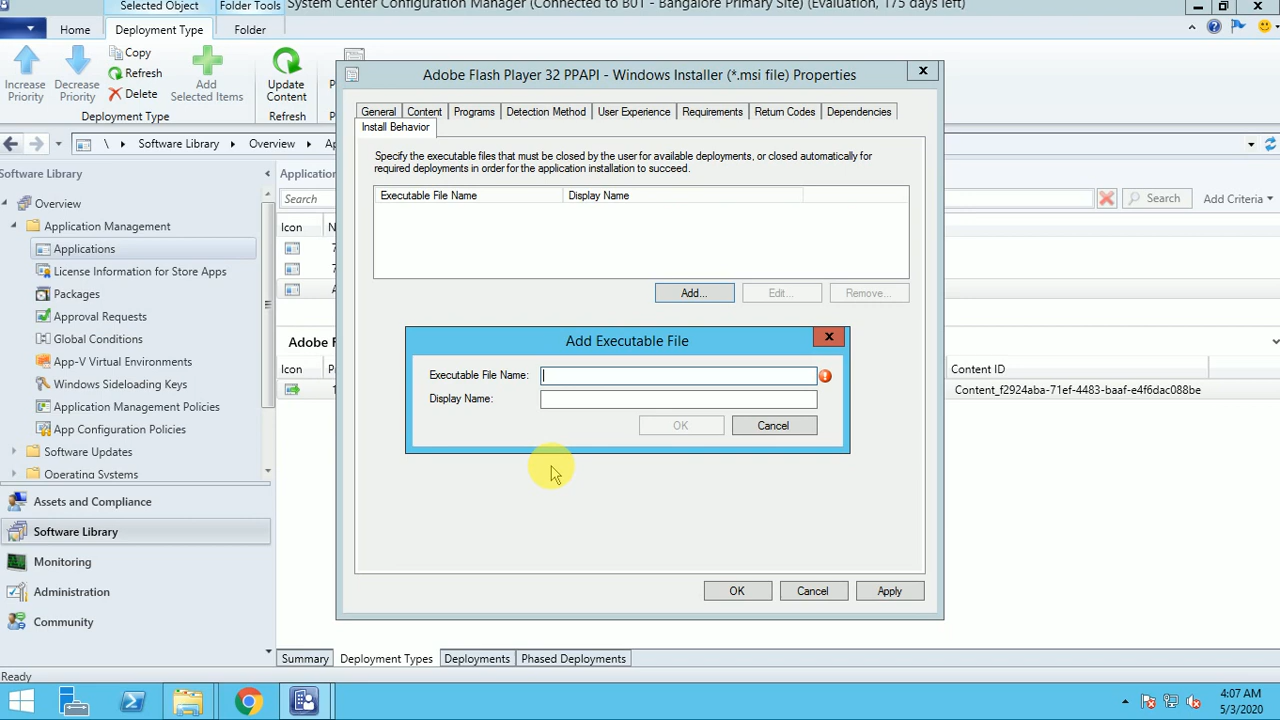 Selected Object
Folder Tools
System Center Configuration Manager (Connected to BUT - Bangalore Primary Site) (Evaluation, 175 days left)
Home
Deployment Type
Folder
Increase Priority
Decrease Priority
Copy
Refresh
Delete
Add Selected Items
Update Content
Deployment Type
Refresh
\
Software Library
Overview
Software Library
Overview
Application Management
Applications
License Information for Store Apps
Packages
Approval Requests
Global Conditions
App-V Virtual Environments
Windows Sideloading Keys
Application Management Policies
App Configuration Policies
Software Updates
Operating Systems
Assets and Compliance
Software Library
Monitoring
Administration
Community
Search
Search
Add Criteria
Icon
Icon
Content ID
Content_f2924aba-71ef-4483-baaf-e4f6dac088be
Adobe Flash Player 32 PPAPI - Windows Installer (*.msi file) Properties
General
Content
Programs
Detection Method
User Experience
Requirements
Return Codes
Dependencies
Install Behavior
Specify the executable files that must be closed by the user for available deployments, or closed automatically for
required deployments in order for the application installation to succeed.
Executable File Name
Display Name
Add...
Edit...
Remove...
Add Executable File
Executable File Name:
Display Name:
OK
Cancel
OK
Cancel
Apply
Summary
Deployment Types
Deployments
Phased Deployments
Ready
4:07 AM
5/3/2020